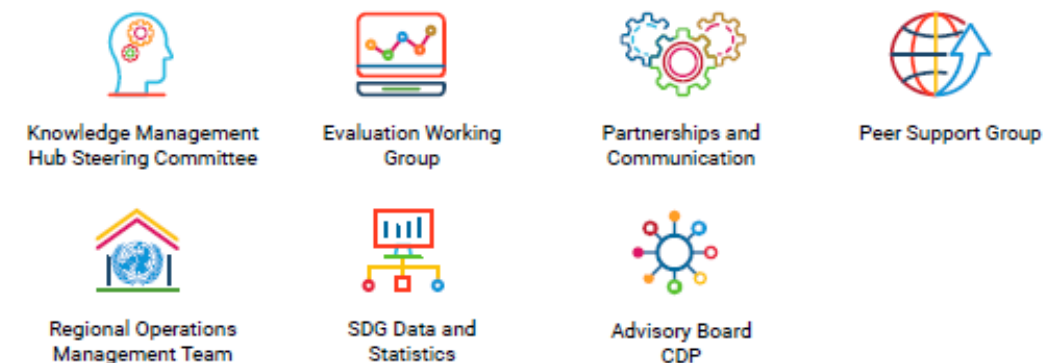 Knowledge Management
Hub Steering Committee
Evaluation Working
Group
Partnerships and
Communication
Peer Support Group
Regional Operations
Management Team
SDG Data and
Statistics
Advisory Board
CDP